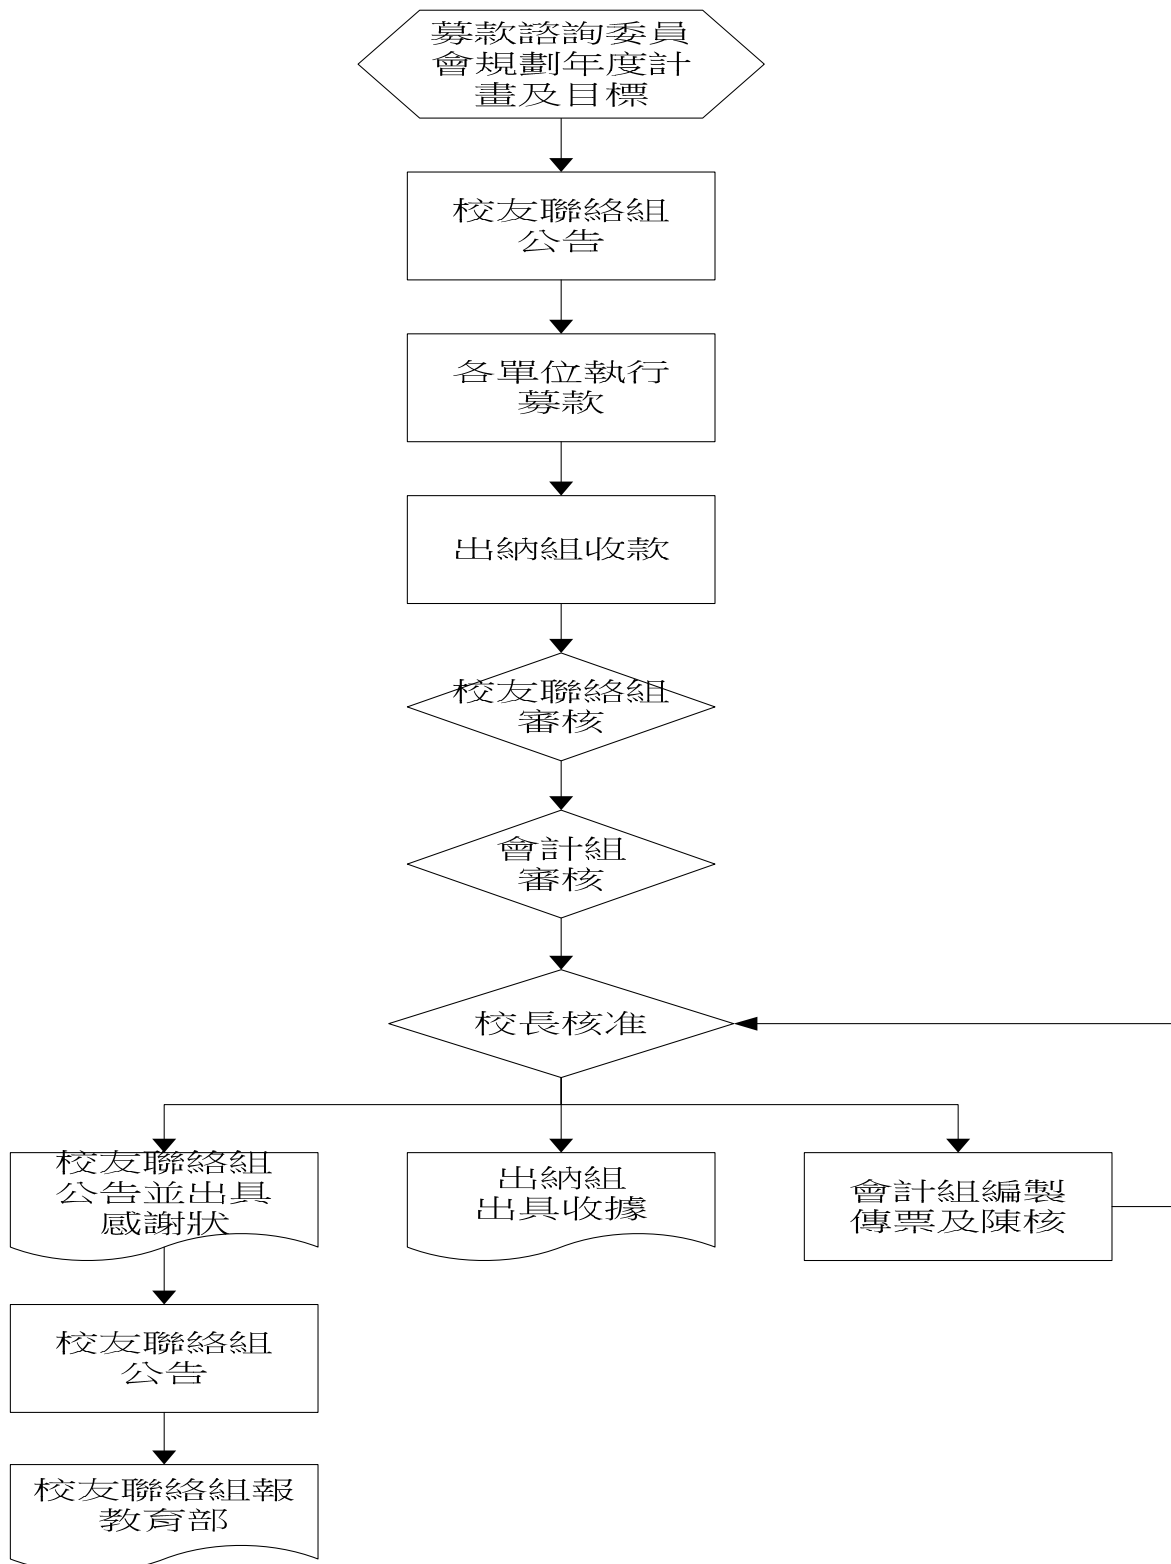 募款諮詢委員
會規劃年度計
畫及目標
校友聯絡組
公告
各單位執行
募款
出納組收款
校友聯絡組
審核
會計組
審核
校長核准
校友聯絡組
公告並出具
感謝狀
出納組
出具收據
會計組編製
傳票及陳核
校友聯絡組
公告
校友聯絡組報
教育部